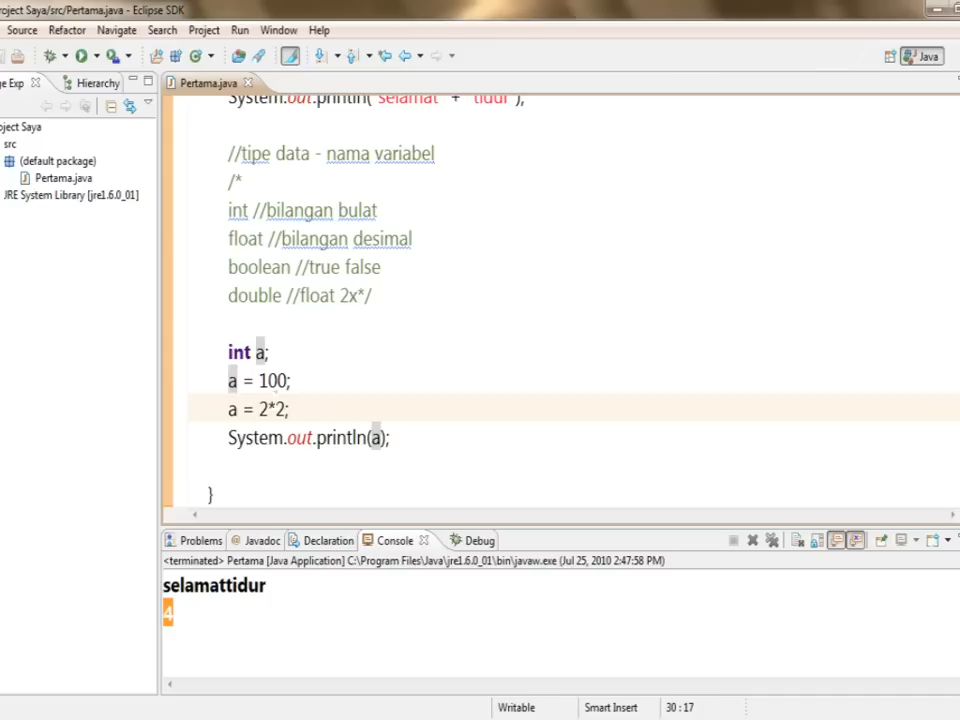 roject Saya/src/Pertama.java - Eclipse SDK
Source Refactor Navigate Search Project Run Window Help
Java
ge Exp Hierarchy Pertama.java
System.out.println("selamat" + "tidur");
roject Saya
src
(default package)
Pertama.java
JRE System Library [jre1.6.0_01]
//tipe data - nama variabel
/*
int //bilangan bulat
float //bilangan desimal
boolean //true false
double //float 2x*/
int a;
a = 100;
a = 2*2;
System.out.println(a);
}
Problems @ Javadoc Declaration Console Debug
<terminated> Pertama [Java Application] C:\Program Files\Java\jre1.6.0_01\bin\javaw.exe (Jul 25, 2010 2:47:58 PM)
selamattidur
4
Writable Smart Insert 30 : 17